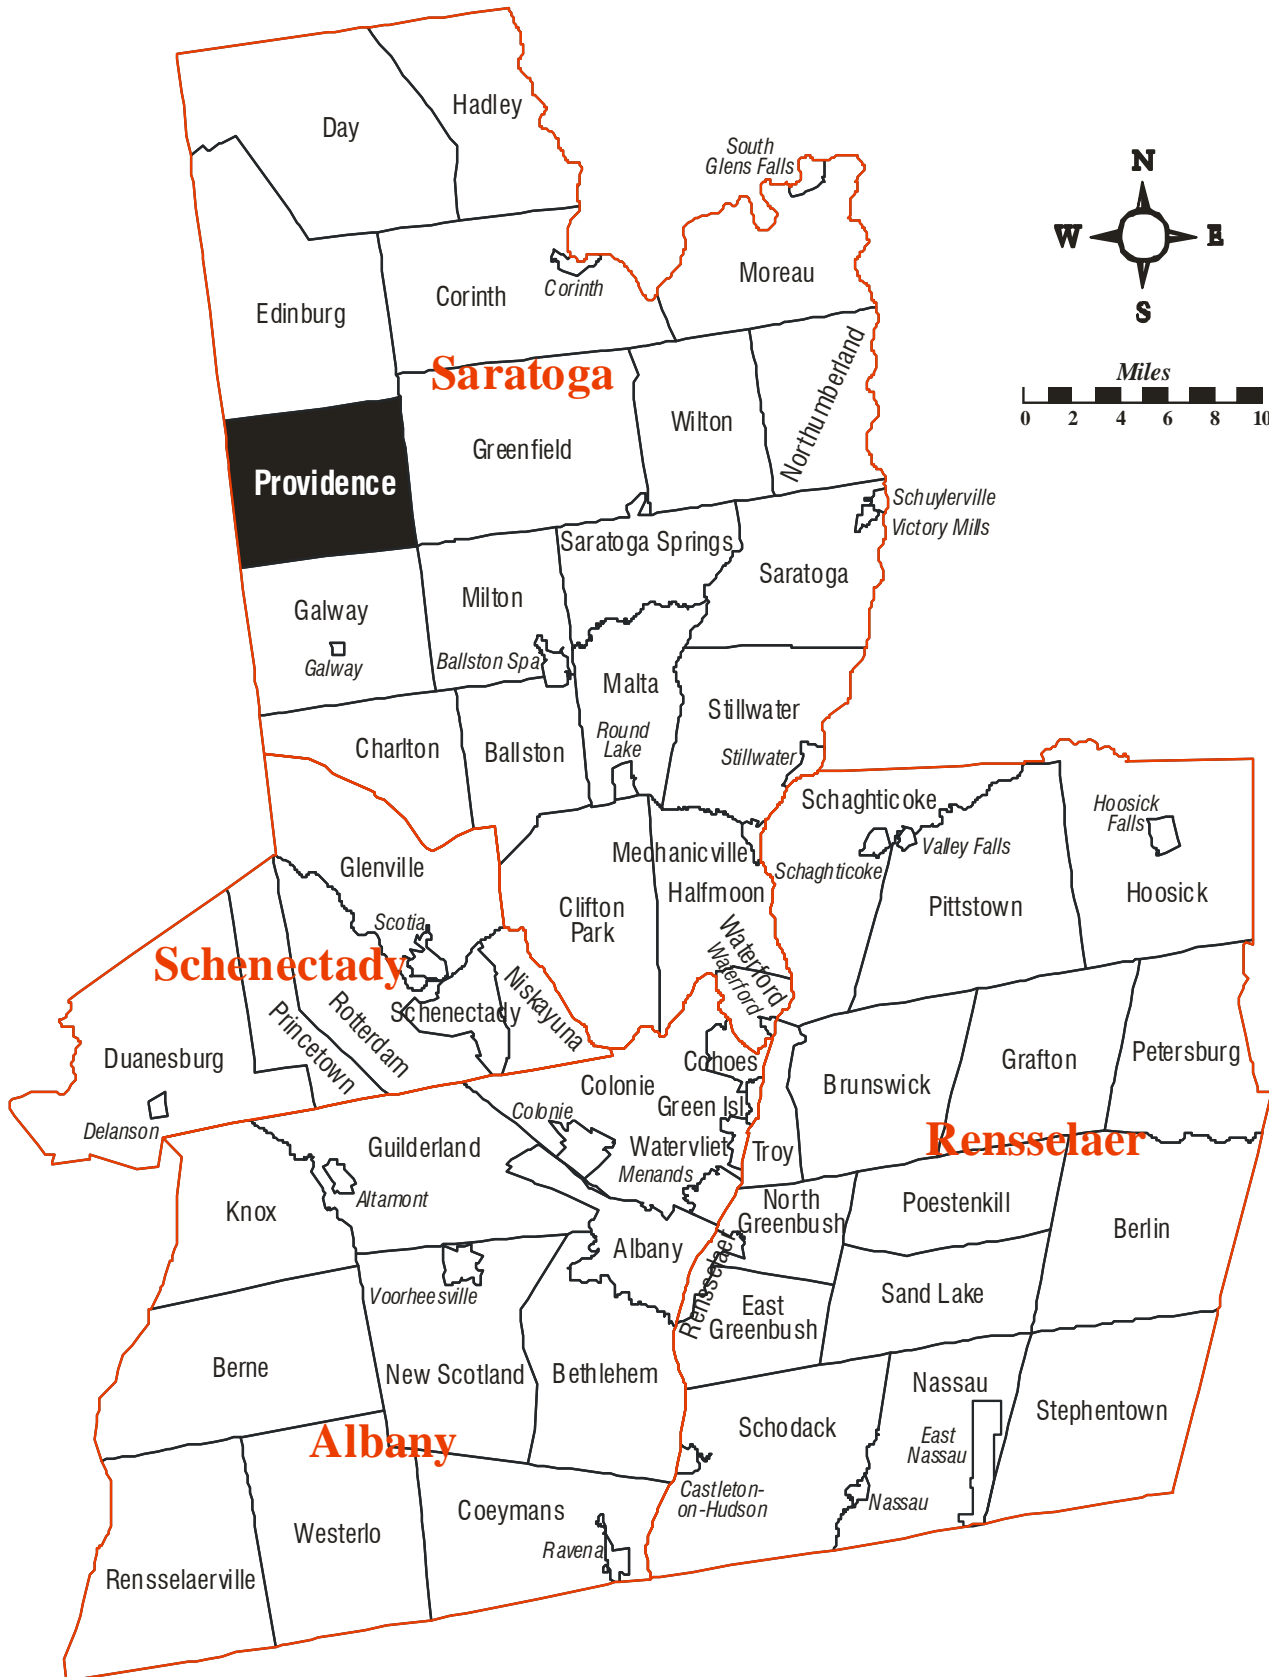 Hadley
Day
South
Glens Falls
N
W
E
S
Moreau
Corinth
Corinth
Edinburg
Miles
0 2 4 6 8 10
Saratoga
Northumberland
Wilton
Greenfield
Providence
Schuylerville
Victory Mills
Saratoga Springs
Saratoga
Milton
Galway
Galway
Ballston Spa
Malta
Stillwater
Round
Lake
Charlton
Ballston
Stillwater
Schaghticoke
Hoosick
Falls
Mechanicville
Valley Falls
Schaghticoke
Glenville
Halfmoon
Hoosick
Pittstown
Clifton
Park
Scotia
Waterford
Waterford
Schenectady
Niskayuna
Schenectady
Rotterdam
Princetown
Duanesburg
Cohoes
Colonie
Brunswick
Grafton
Petersburg
Green Isl
Colonie
Delanson
Guilderland
Watervliet
Troy
Rensselaer
Menands
Altamont
North
Greenbush
Poestenkill
Knox
Berlin
Albany
Rensselaer
Voorheesville
Sand Lake
East
Greenbush
Berne
New Scotland
Bethlehem
Nassau
Stephentown
Schodack
East
Nassau
Albany
Castleton-
on-Hudson
Nassau
Coeymans
Westerlo
Ravena
Rensselaerville